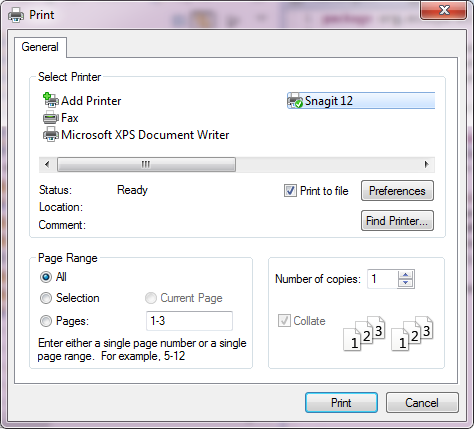 Print
package org.e
General
Select Printer
Add Printer
Snagit 12
Fax
Microsoft XPS Document Writer
Status: Ready
Print to file
Preferences
Location:
Comment:
Find Printer...
Page Range
All
Selection
Current Page
Pages: 1-3
Enter either a single page number or a single
page range. For example, 5-12
Number of copies: 1
Collate
1 2 3 1 2 3
Print
Cancel